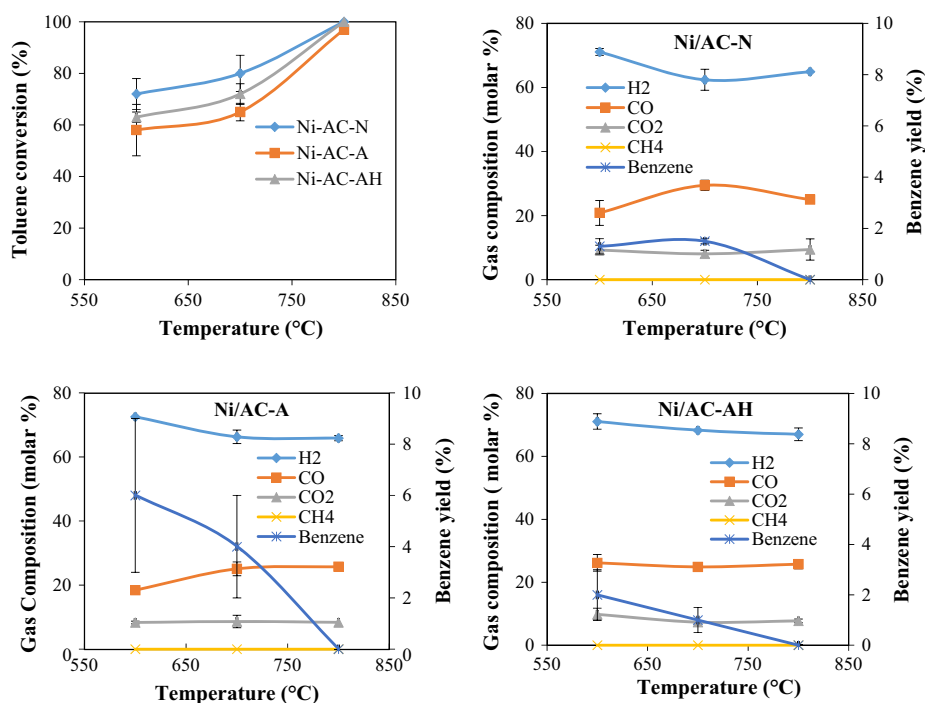 100
80
60
40
20
0
Toluene conversion (%)
Ni-AC-N
Ni-AC-A
Ni-AC-AH
550
650
750
850
Temperature (°C)
Ni/AC-N
80
60
40
20
0
Gas composition (molar %)
H2
CO
CO2
CH4
Benzene
10
8
6
4
2
0
Benzene yield (%)
550
650
750
850
Temperature (°C)
Ni/AC-A
80
60
40
20
0
Gas Composition (molar %)
H2
CO
CO2
CH4
Benzene
10
8
6
4
2
0
Benzene yield (%)
550
650
750
850
Temperature (°C)
Ni/AC-AH
80
60
40
20
0
Gas composition ( molar %)
H2
CO
CO2
CH4
Benzene
10
8
6
4
2
0
Benzene yield (%)
550
650
750
850
Temperature (°C)